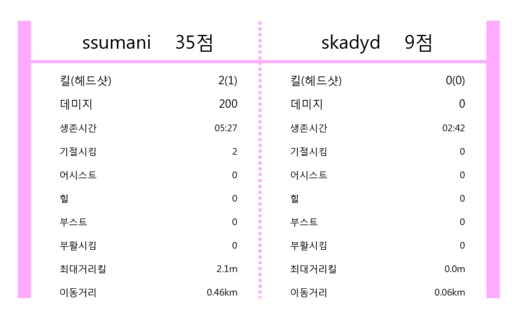 ssumani 35점
킬(헤드샷) 2(1)
데미지 200
생존시간 05:27
기절시킴 2
어시스트 0
힐 0
부스트 0
부활시킴 0
최대거리킬 2.1m
이동거리 0.46km
skadyd 9점
킬(헤드샷) 0(0)
데미지 0
생존시간 02:42
기절시킴 0
어시스트 0
힐 0
부스트 0
부활시킴 0
최대거리킬 0.0m
이동거리 0.06km